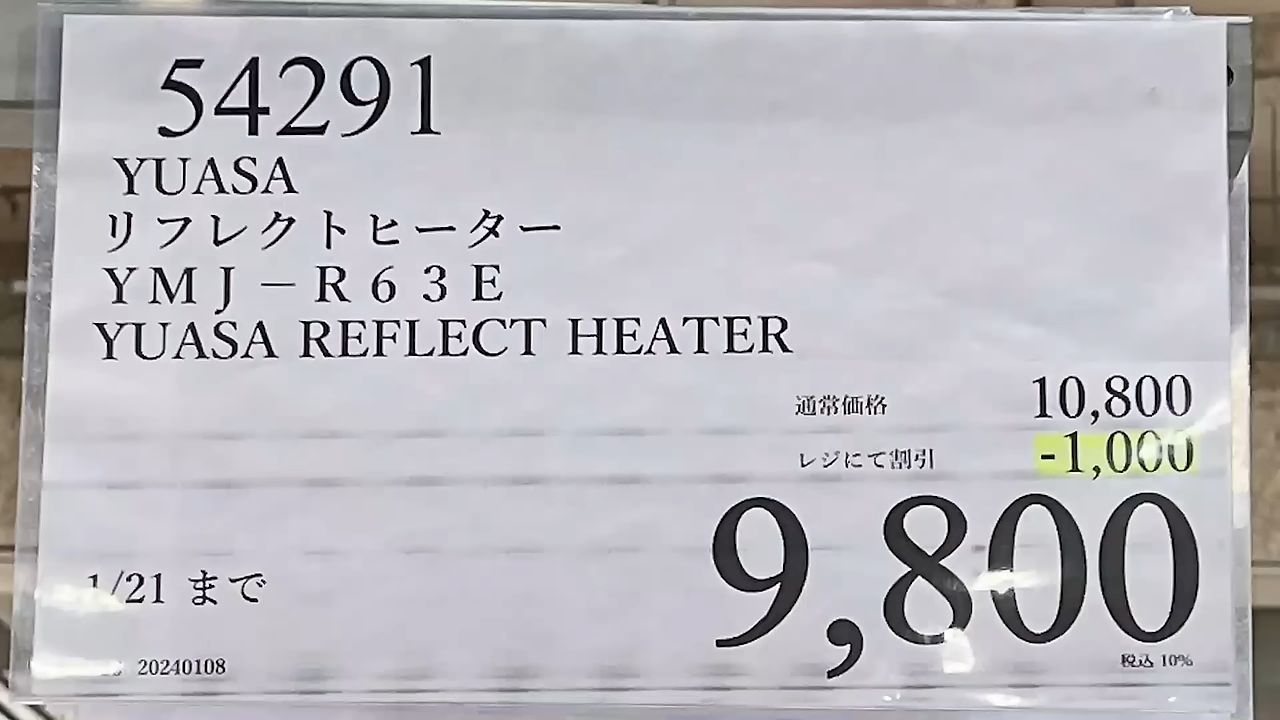 54291
YUASA
リフレクトヒーター
ＹＭＪ－Ｒ６３Ｅ
YUASA REFLECT HEATER
通常価格 10,800
レジにて割引 -1,000
9,800
1/21 まで
税込 10%
20240108